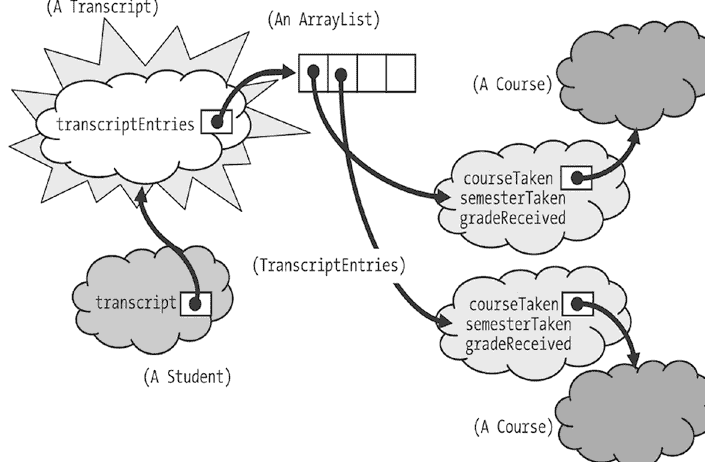 (A Transcript)
(An ArrayList)
(A Course)
transcriptEntries
courseTaken
semesterTaken
gradeReceived
(TranscriptEntries)
transcript
courseTaken
semesterTaken
gradeReceived
(A Student)
(A Course)